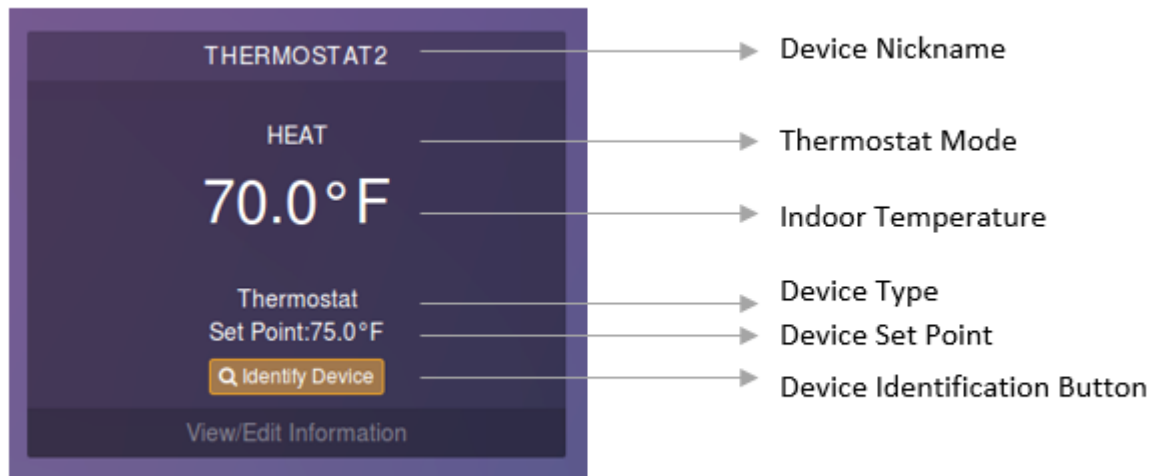 THERMOSTAT2
Device Nickname
HEAT
Thermostat Mode
70.0°F
Indoor Temperature
Thermostat
Device Type
Set Point:75.0°F
Device Set Point
Identify Device
Device Identification Button
View/Edit Information